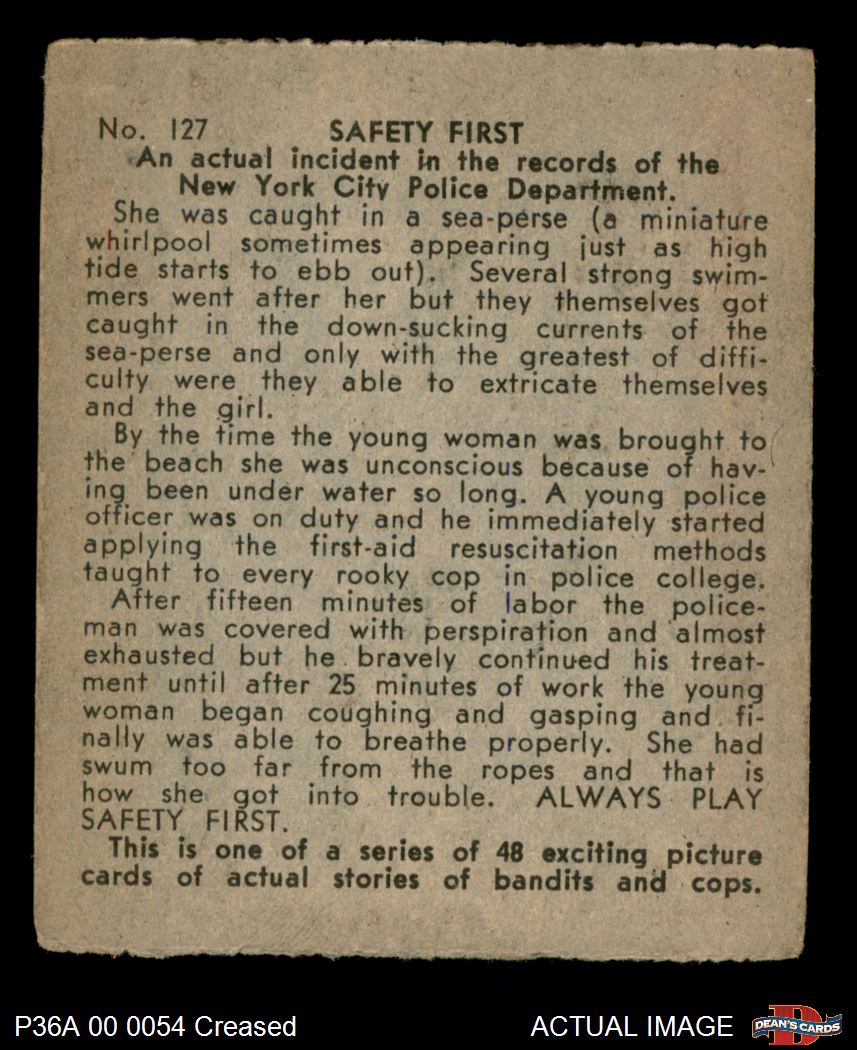 No. 127 SAFETY FIRST
An actual incident in the records of the
New York City Police Department.
She was caught in a sea-perse (a miniature
whirlpool sometimes appearing just as high
tide starts to ebb out). Several strong swim-
mers went after her but they themselves got
caught in the down-sucking currents of the
sea-perse and only with the greatest of diffi-
culty were they able to extricate themselves
and the girl.
By the time the young woman was brought to
the beach she was unconscious because of hav-
ing been under water so long. A young police
officer was on duty and he immediately started
applying the first-aid resuscitation methods
taught to every rooky cop in police college.
After fifteen minutes of labor the police-
man was covered with perspiration and almost
exhausted but he bravely continued his treat-
ment until after 25 minutes of work the young
woman began coughing and gasping and fi-
nally was able to breathe properly. She had
swum too far from the ropes and that is
how she got into trouble. ALWAYS PLAY
SAFETY FIRST.
This is one of a series of 48 exciting picture
cards of actual stories of bandits and cops.
P36A 00 0054 Creased ACTUAL IMAGE
D
DEAN'S CARDS